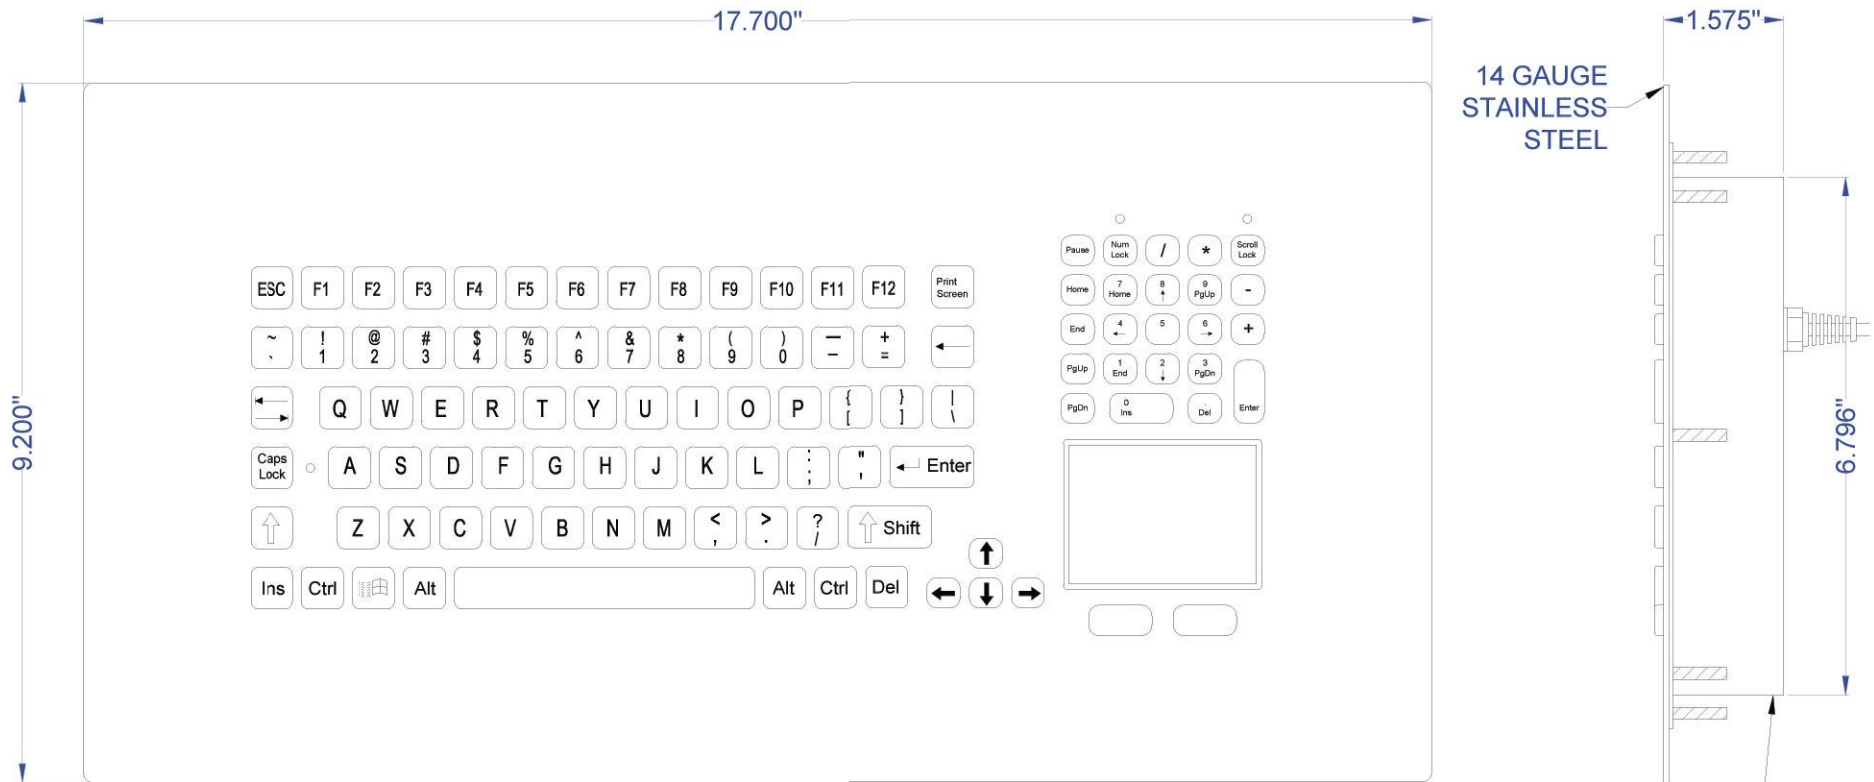 17.700"
1.575"
14 GAUGE
STAINLESS
STEEL
9.200"
6.796"
Pause Num Lock / * Scroll Lock
ESC F1 F2 F3 F4 F5 F6 F7 F8 F9 F10 F11 F12 Print Screen
Home 7 Home 8 ↑ 9 PgUp -
~ ` ! 1 @ 2 # 3 $ 4 % 5 ^ 6 & 7 * 8 ( 9 ) 0 — – + = ←
End 4 ← 5 6 → +
PgUp 1 End 2 ↓ 3 PgDn Enter
Q W E R T Y U I O P { [ } ] | \
PgDn 0 Ins . Del
Caps Lock A S D F G H J K L : ; " ' ↵ Enter
⇧ Z X C V B N M < , > . ? / ⇧ Shift
Ins Ctrl Alt Alt Ctrl Del ← ↑ ↓ →